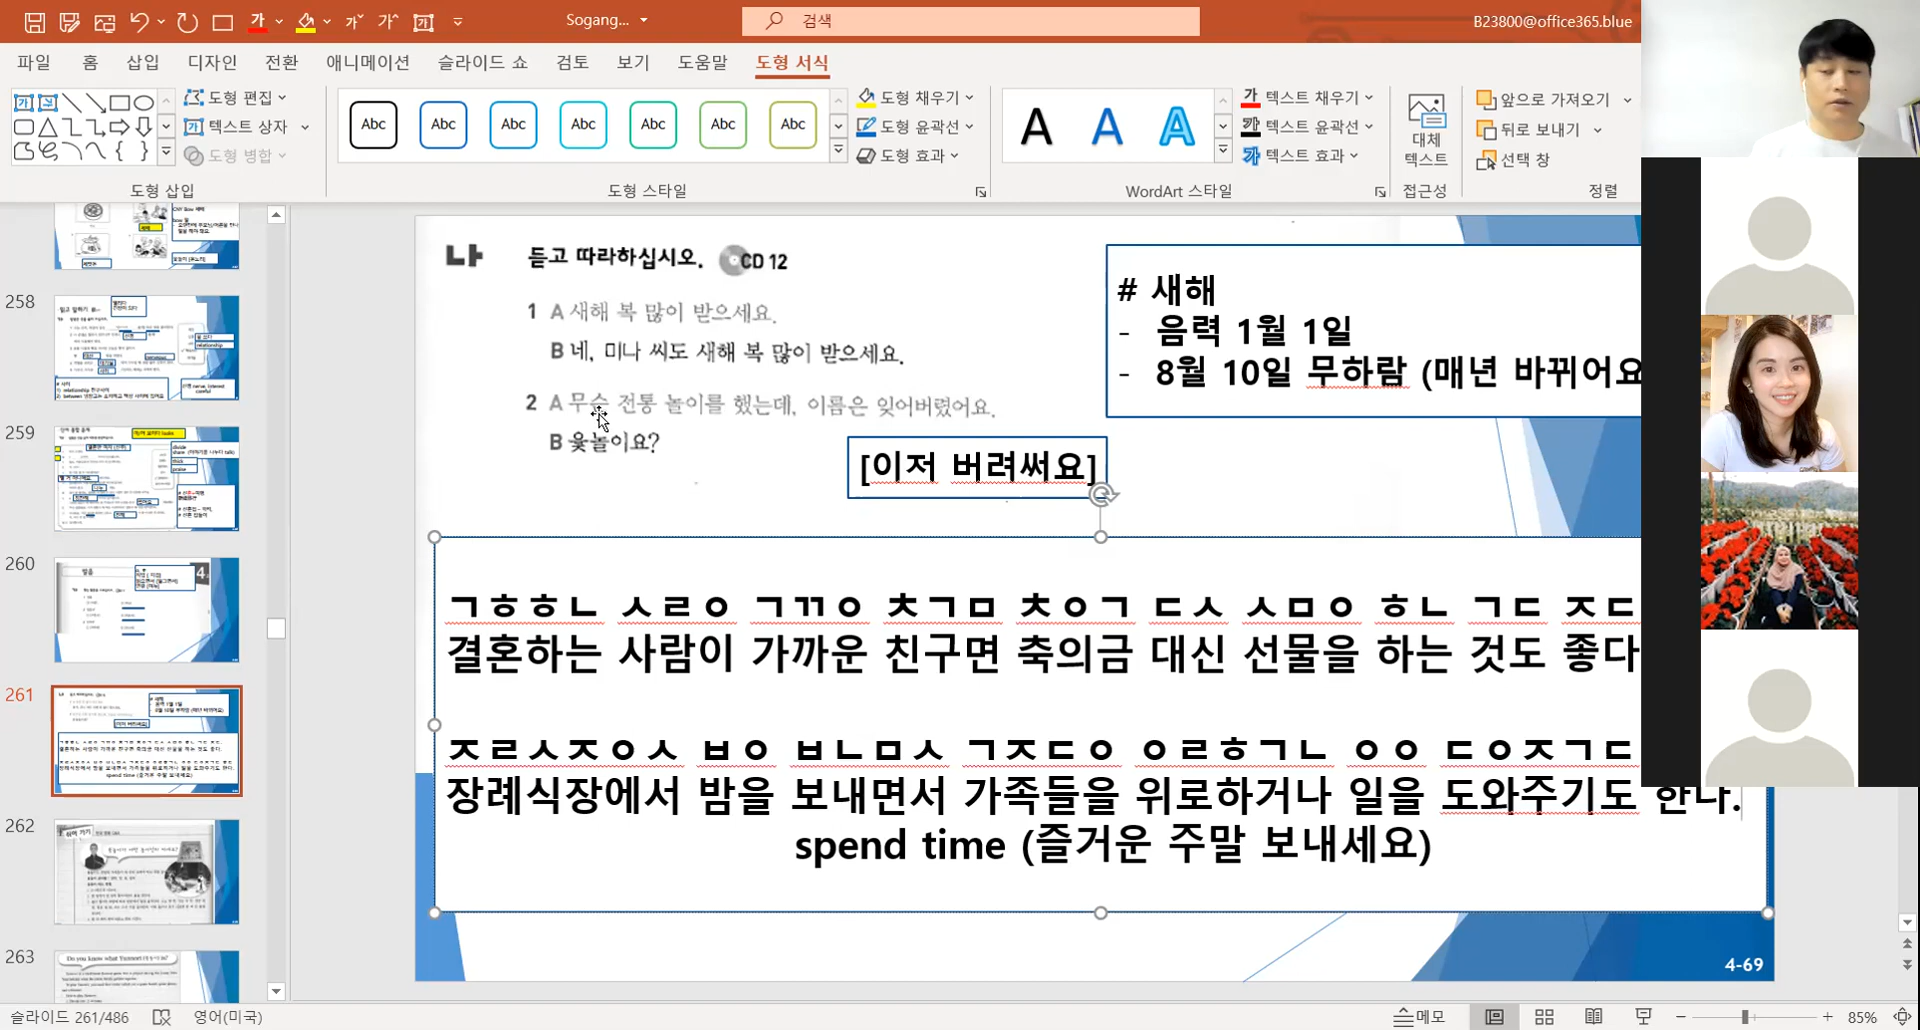 Sogang...
검색
B23800@office365.blue
파일 홈 삽입 디자인 전환 애니메이션 슬라이드 쇼 검토 보기 도움말 도형 서식
도형 편집
텍스트 상자
도형 병합
도형 삽입
Abc Abc Abc Abc Abc Abc Abc
도형 채우기
도형 윤곽선
도형 효과
도형 스타일
A A A
텍스트 채우기
텍스트 윤곽선
텍스트 효과
WordArt 스타일
대체
텍스트
접근성
앞으로 가져오기
뒤로 보내기
선택 창
정렬
258
259
260
261
262
263
나 듣고 따라하십시오. CD 12
1 A 새해 복 많이 받으세요.
B 네, 미나 씨도 새해 복 많이 받으세요.
2 A 무슨 전통 놀이를 했는데, 이름은 잊어버렸어요.
B 윷놀이요?
# 새해
- 음력 1월 1일
- 8월 10일 무하람 (매년 바뀌어요
[이저 버려써요]
ㄱㅎㅎㄴ ㅅㄹㅇ ㄱㄲㅇ ㅊㄱㅁ ㅊㅇㄱ ㄷㅅ ㅅㅁㅇ ㅎㄴ ㄱㄷ ㅈㄷ
결혼하는 사람이 가까운 친구면 축의금 대신 선물을 하는 것도 좋다
ㅈㄹㅅㅈㅇㅅ ㅂㅇ ㅂㄴㅁㅅ ㄱㅈㄷㅇ ㅇㄹㅎㄱㄴ ㅇㅇ ㄷㅇㅈㄱㄷ
장례식장에서 밤을 보내면서 가족들을 위로하거나 일을 도와주기도 한다.
spend time (즐거운 주말 보내세요)
4-69
슬라이드 261/486 영어(미국)
메모
85%